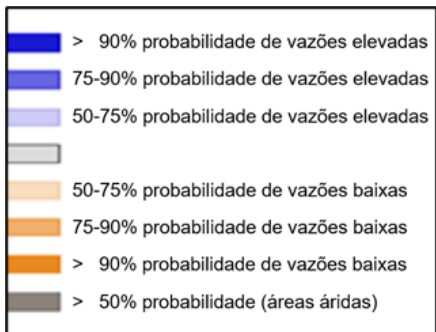 > 90% probabilidade de vazões elevadas
75-90% probabilidade de vazões elevadas
50-75% probabilidade de vazões elevadas
50-75% probabilidade de vazões baixas
75-90% probabilidade de vazões baixas
> 90% probabilidade de vazões baixas
> 50% probabilidade (áreas áridas)